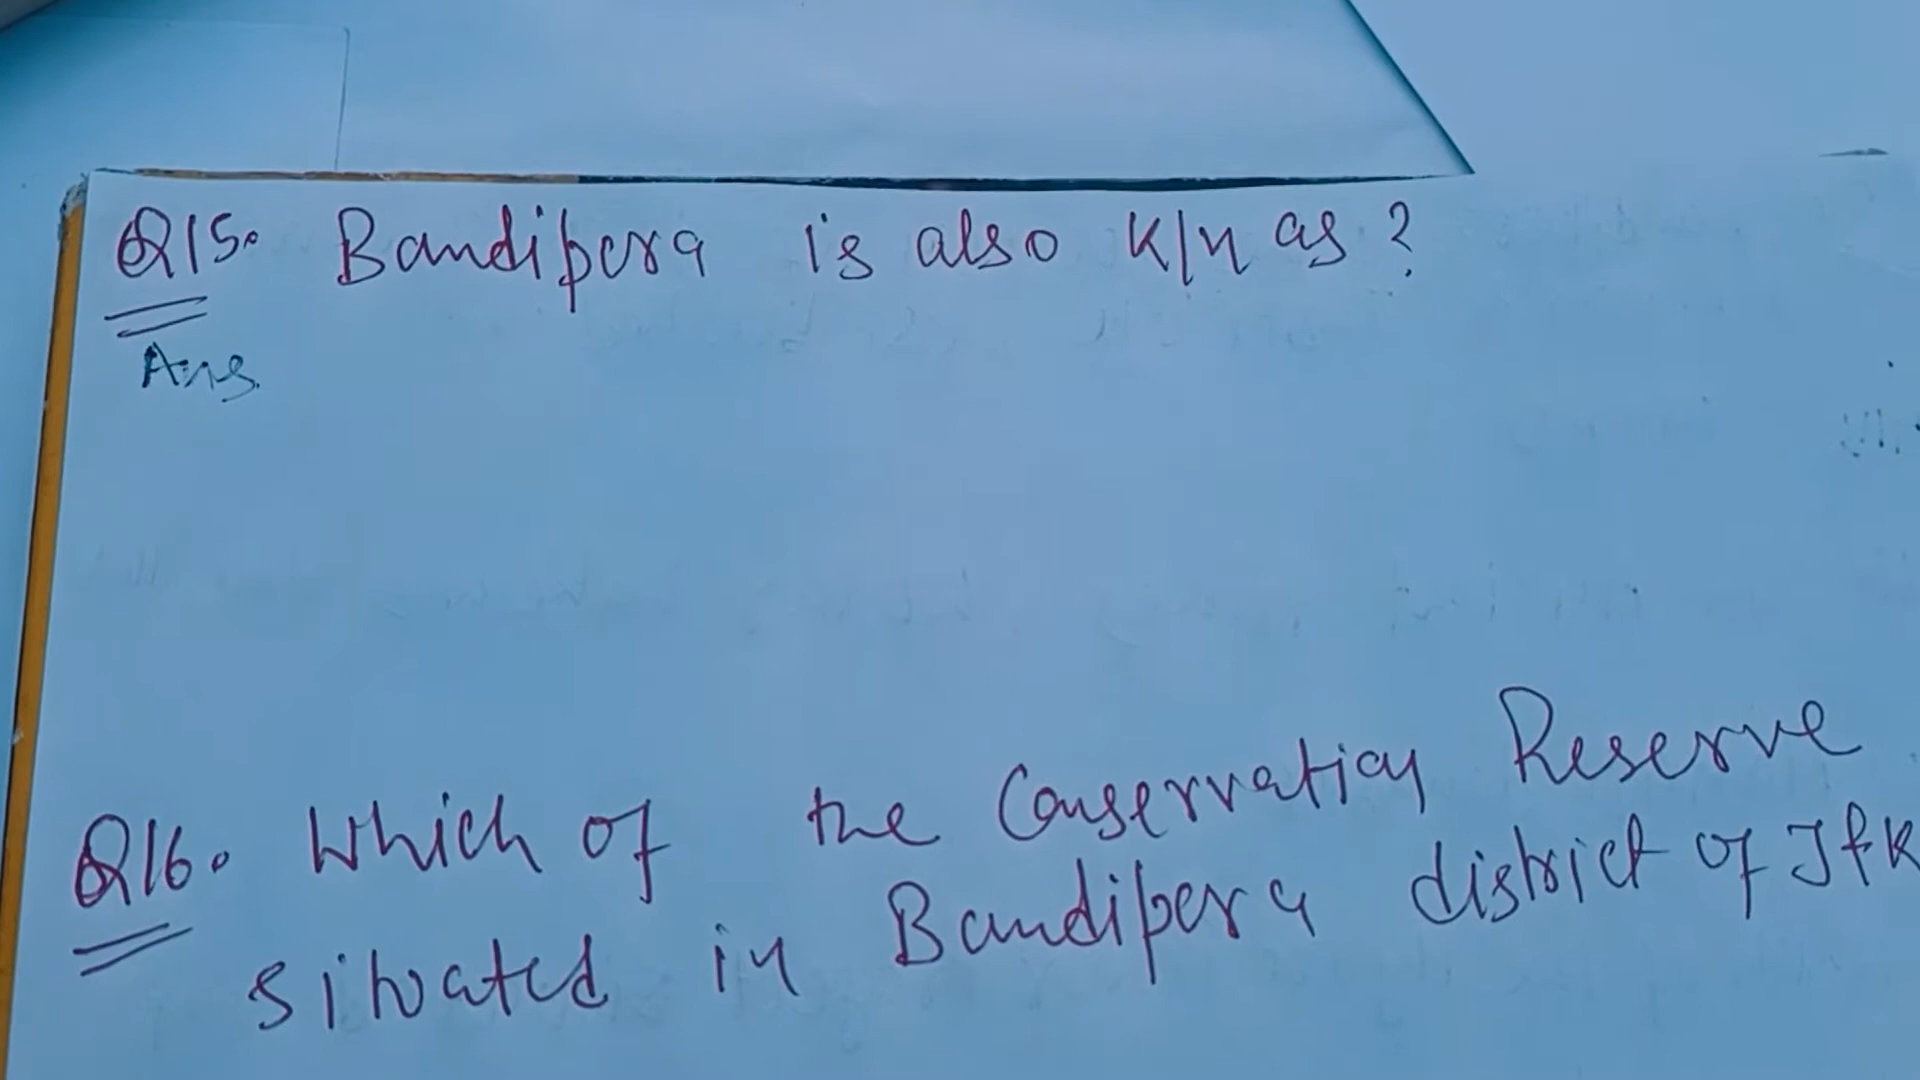 Q15. Bandipora is also k/n as?
Ans.
Q16. Which of the Conservation Reserve
situated in Bandipora district of J&K